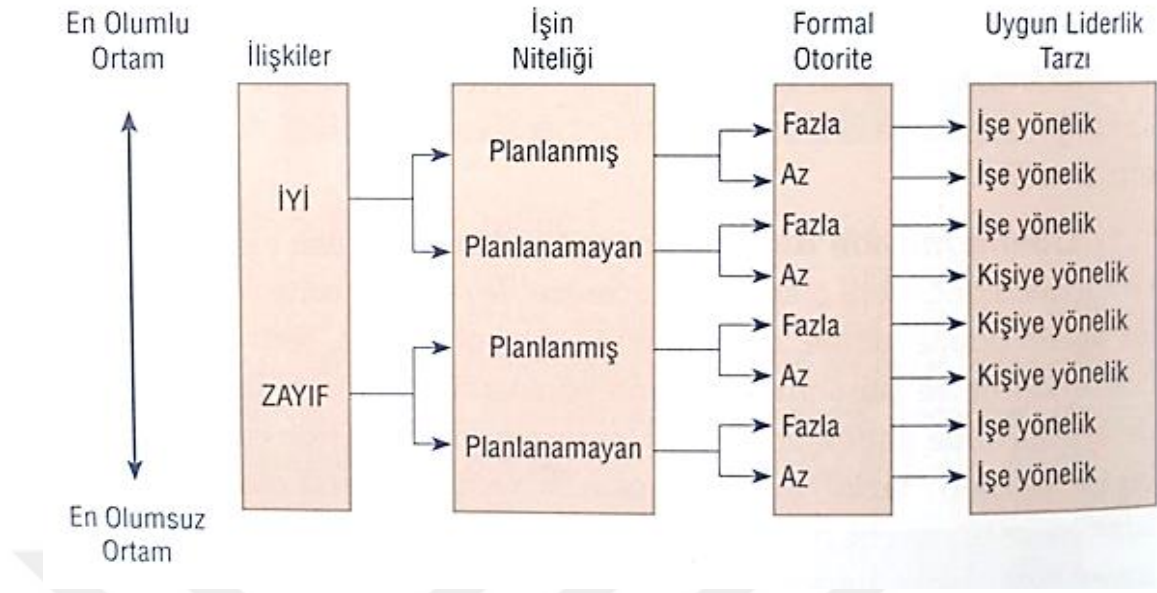 En Olumlu
Ortam
İlişkiler
İşin
Niteliği
Formal
Otorite
Uygun Liderlik
Tarzı
İYİ
ZAYIF
Planlanmış
Planlanamayan
Planlanmış
Planlanamayan
Fazla
Az
Fazla
Az
Fazla
Az
Fazla
Az
İşe yönelik
İşe yönelik
İşe yönelik
Kişiye yönelik
Kişiye yönelik
Kişiye yönelik
İşe yönelik
İşe yönelik
En Olumsuz
Ortam